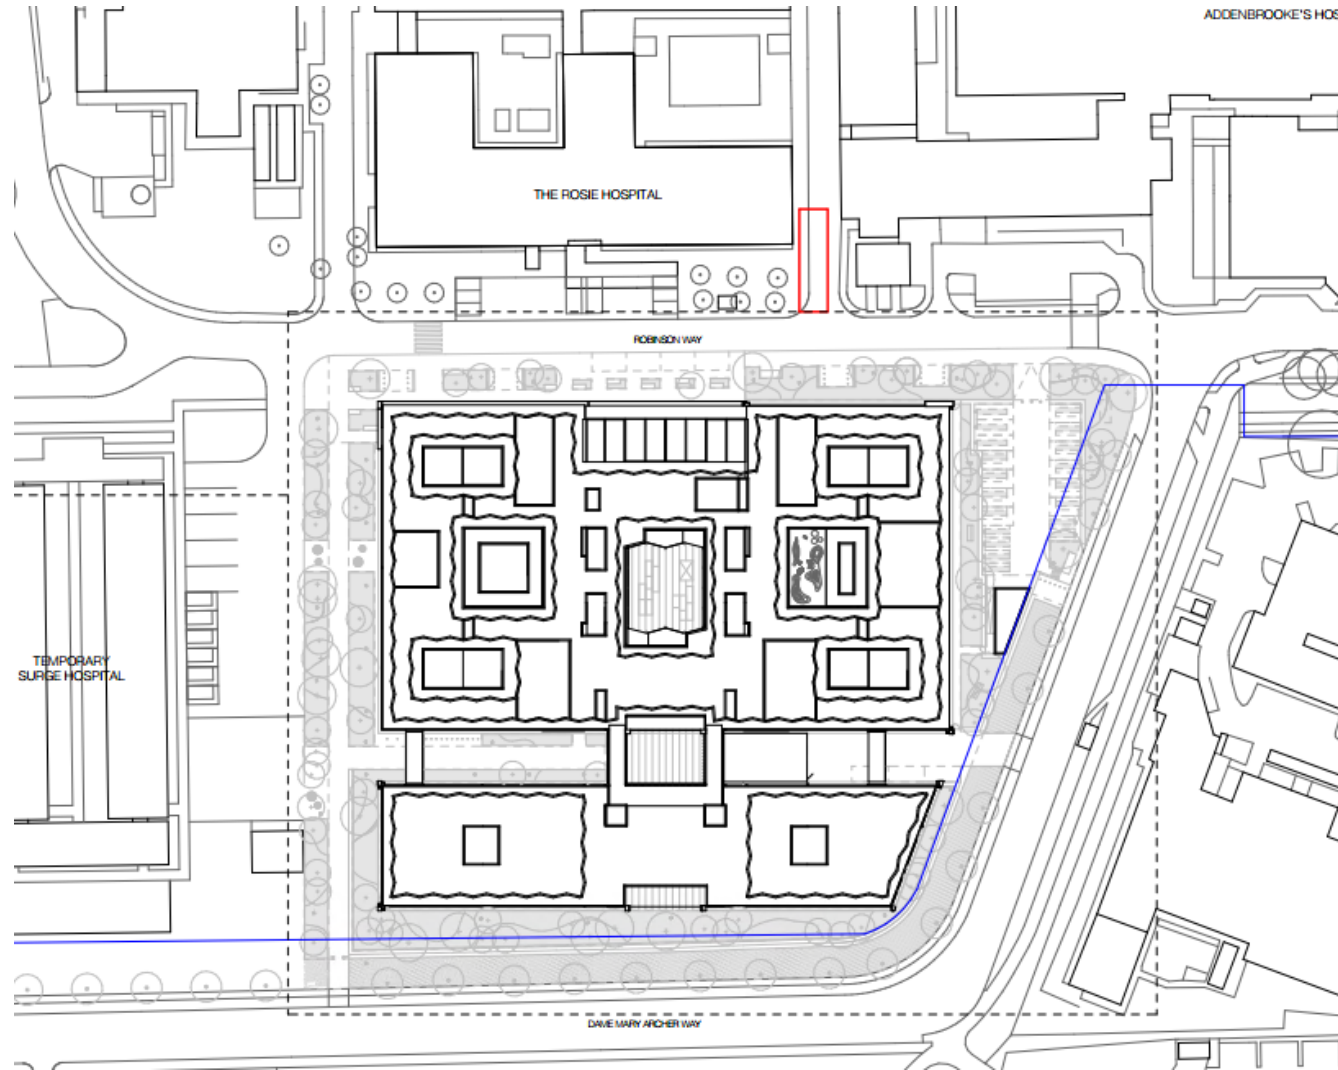 ADDENBROOKE'S HOS
THE ROSIE HOSPITAL
ROBINSON WAY
TEMPORARY
SURGE HOSPITAL
DAME MARY ARCHER WAY